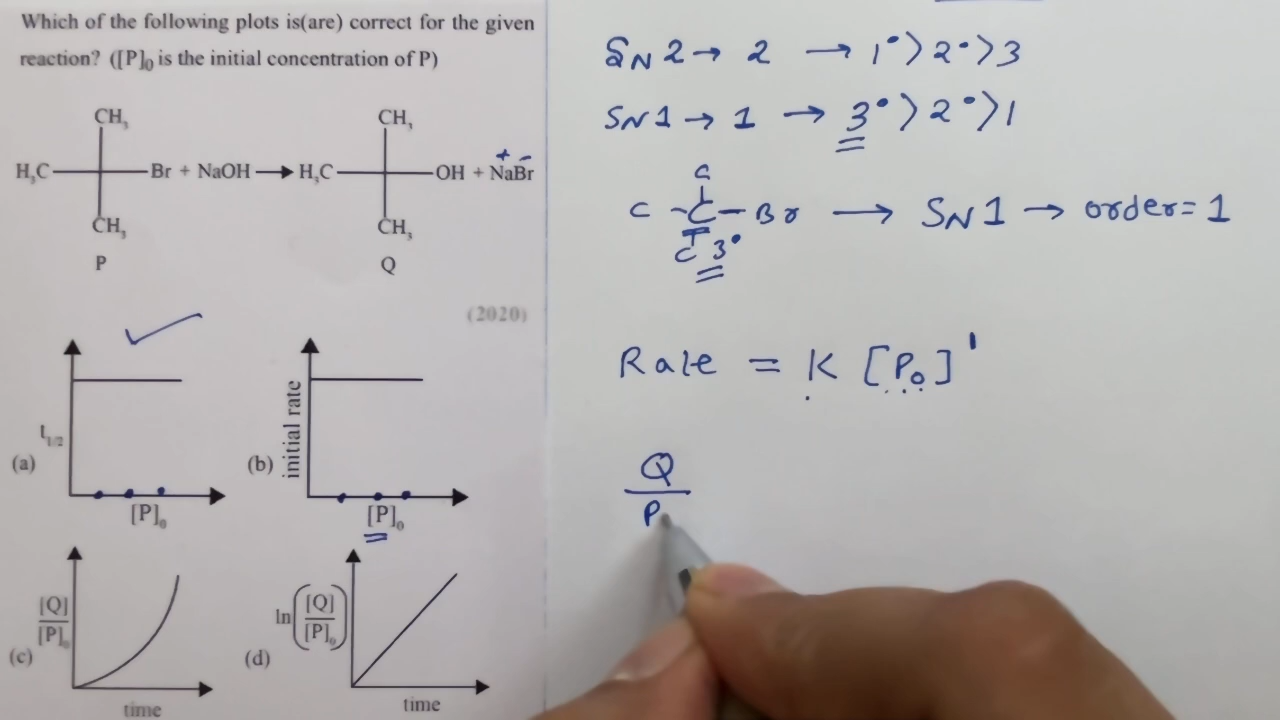 Which of the following plots is(are) correct for the given
reaction? ([P]₀ is the initial concentration of P)
CH₃
H₃C
Br + NaOH
CH₃
P
CH₃
H₃C
OH + NaBr
+ -
CH₃
Q
(2020)
(a)
t1/2
[P]₀
(b)
initial rate
[P]₀
(c)
[Q]
[P]₀
time
(d)
ln([Q]/[P]₀)
time
SN2 → 2 → 1° > 2° > 3
SN1 → 1 → 3° > 2° > 1
C
C - C - Br → SN1 → order = 1
C 3°
Rate = K [P₀]¹
Q
P